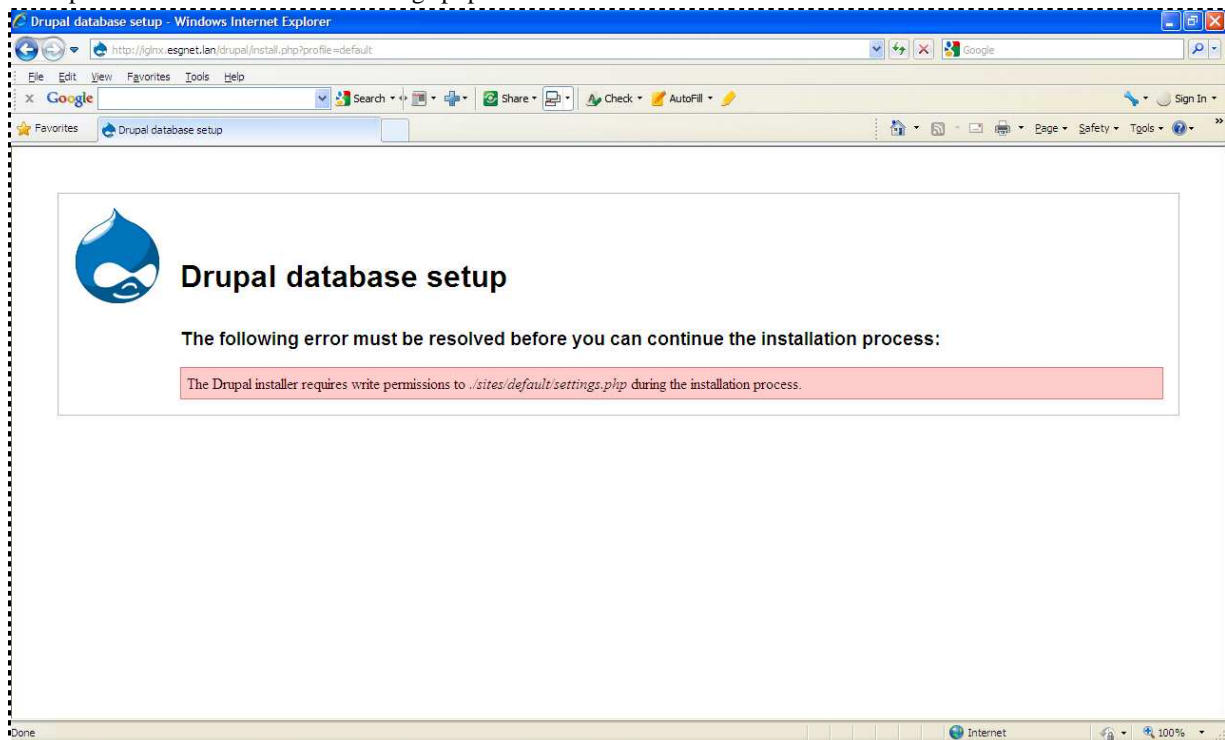 Drupal database setup - Windows Internet Explorer
http://iglnx.esgnet.lan/drupal/install.php?profile=default
Google
File Edit View Favorites Tools Help
x Google Search Share Check AutoFill Sign In
Favorites Drupal database setup Page Safety Tools
Drupal database setup
The following error must be resolved before you can continue the installation process:
The Drupal installer requires write permissions to ./sites/default/settings.php during the installation process.
Done Internet 100%